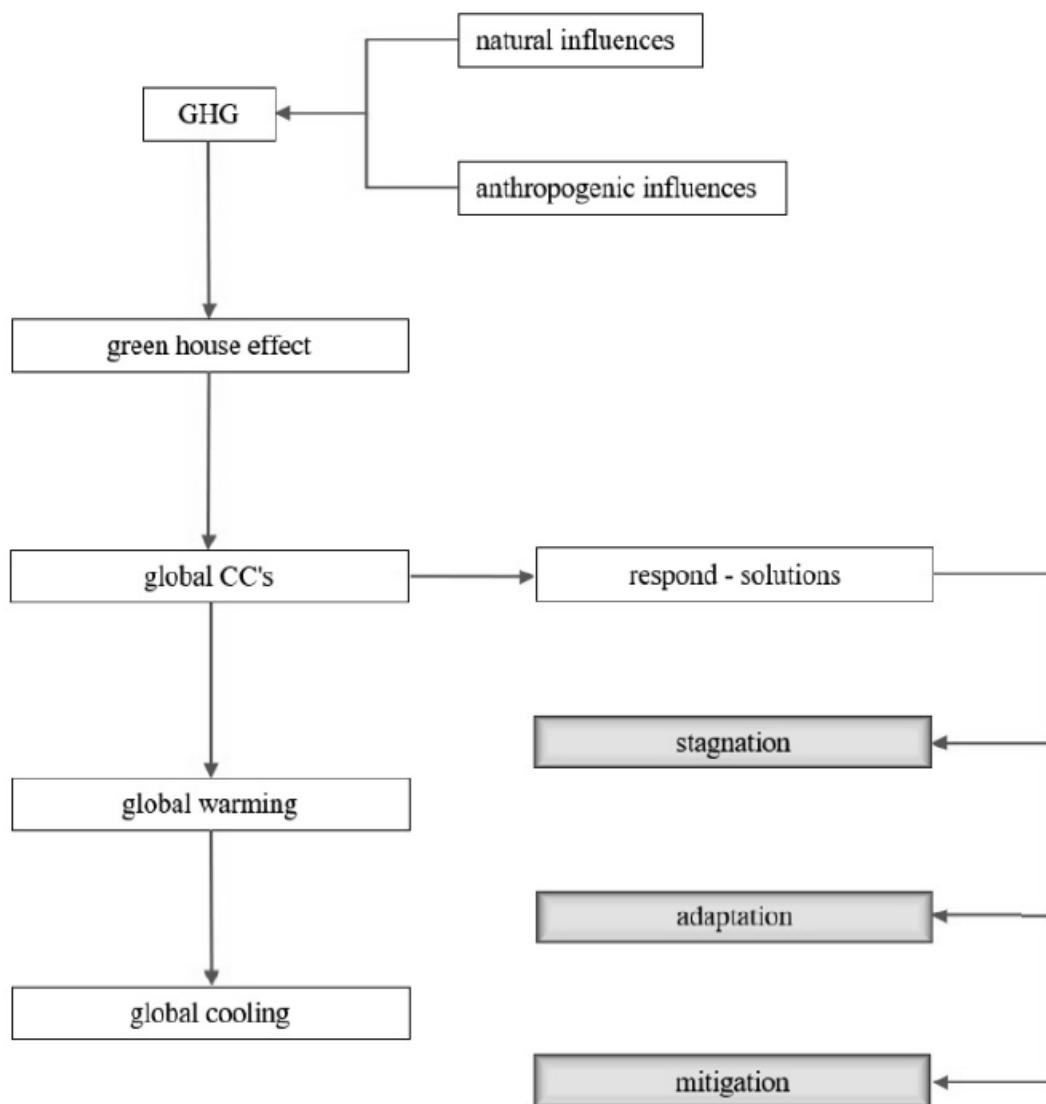 natural influences
GHG
anthropogenic influences
green house effect
global CC's
respond - solutions
stagnation
global warming
adaptation
global cooling
mitigation